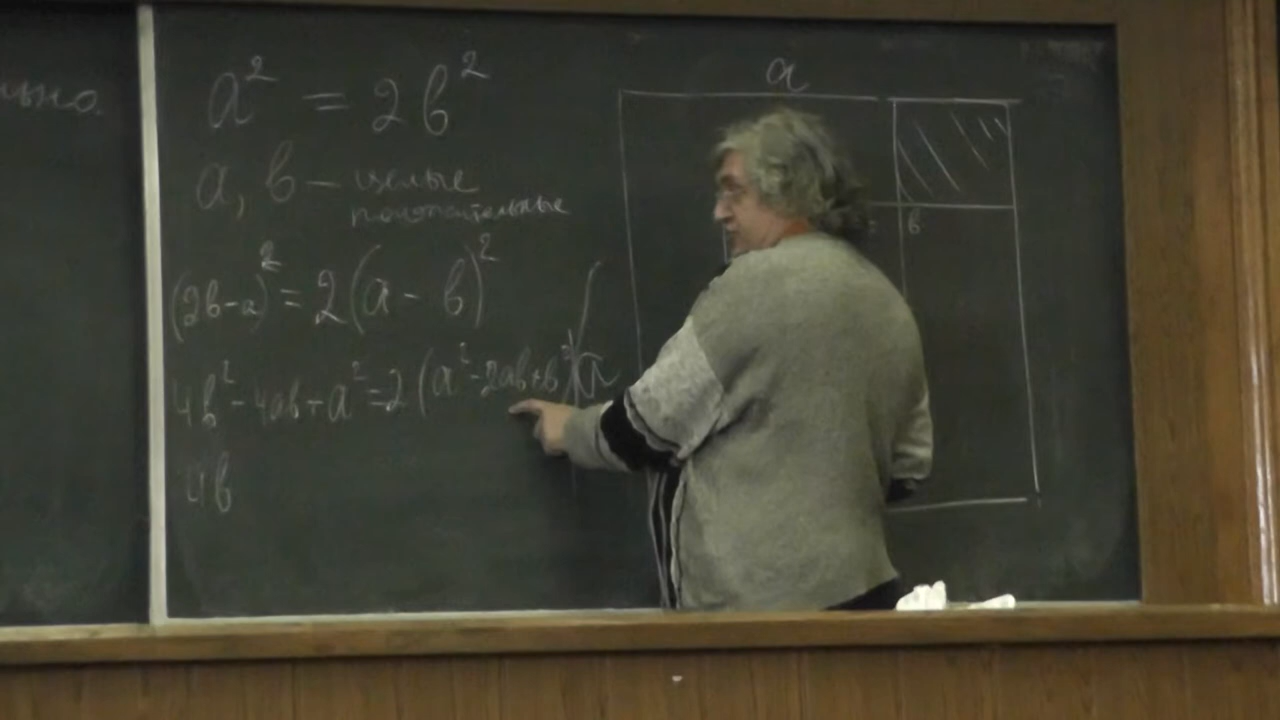 a² = 2b²
a, b – целые
положительные
(2b-a)² = 2(a - b)²
4b² - 4ab + a² = 2(a² - 2ab + b²)
4b
a
b